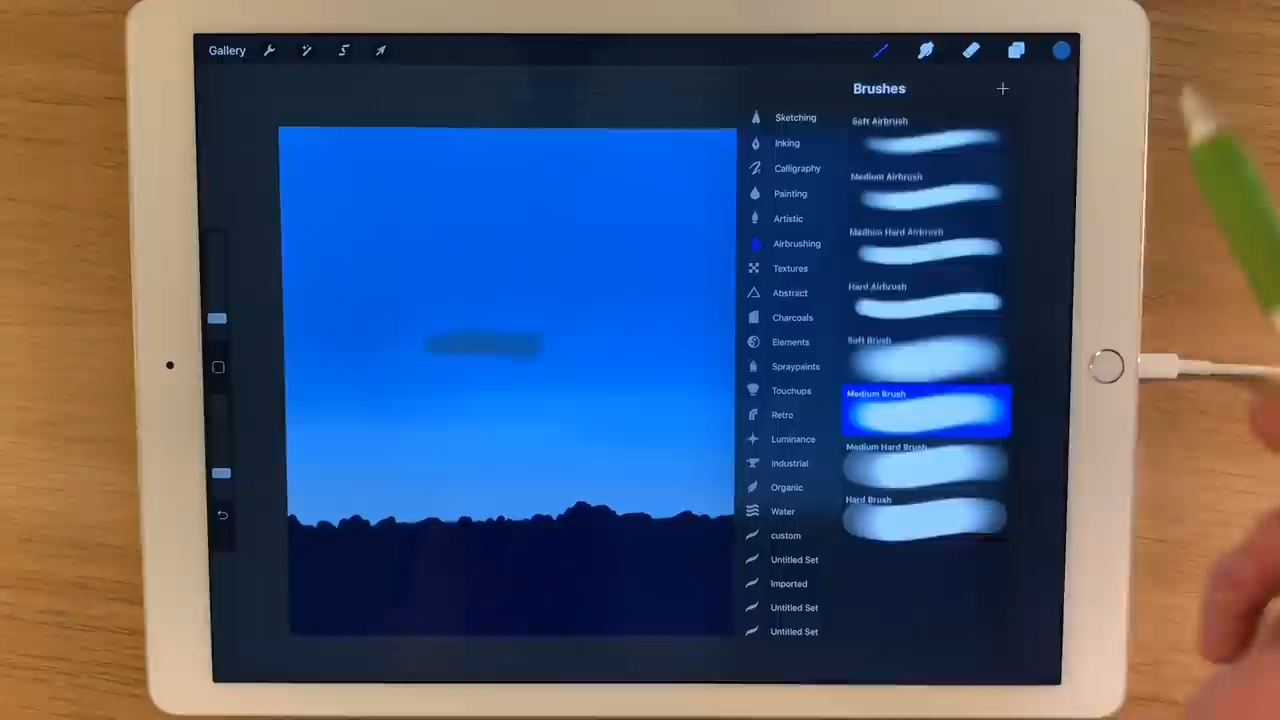 Gallery
Brushes
Sketching
Inking
Calligraphy
Painting
Artistic
Airbrushing
Textures
Abstract
Charcoals
Elements
Spraypaints
Touchups
Retro
Luminance
Industrial
Organic
Water
custom
Untitled Set
Imported
Untitled Set
Untitled Set
Soft Airbrush
Medium Airbrush
Medium Hard Airbrush
Hard Airbrush
Soft Brush
Medium Brush
Medium Hard Brush
Hard Brush